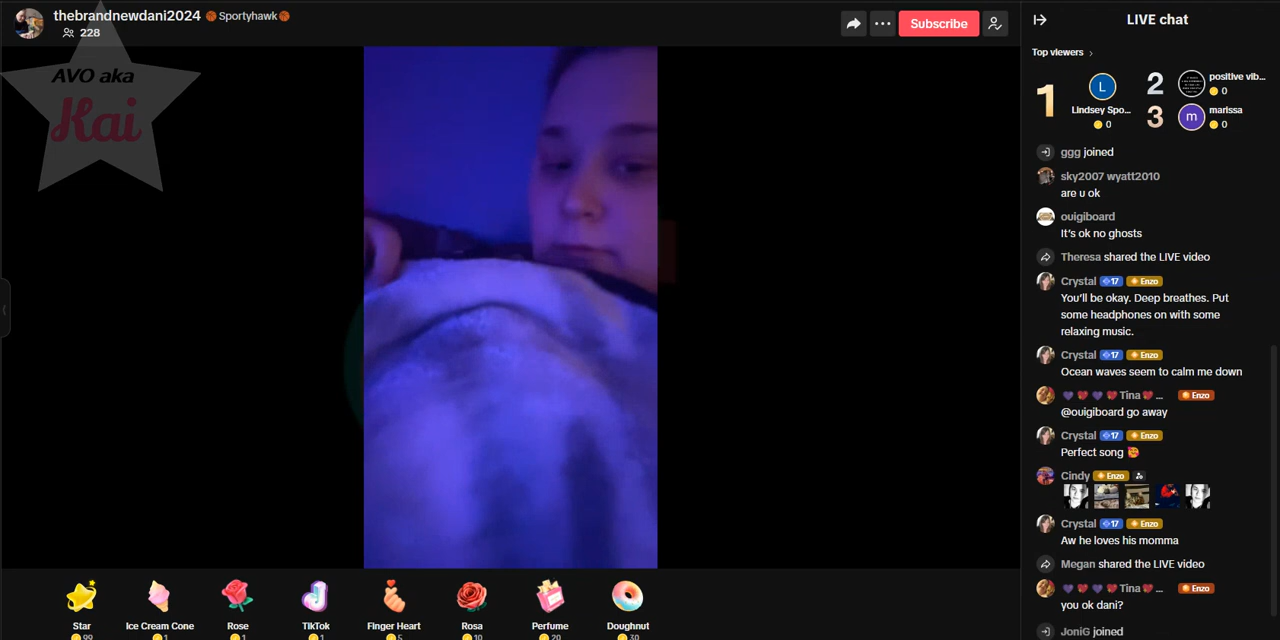 thebrandnewdani2024 🏀 Sportyhawk🏀
228
Subscribe
AVO aka
Kai
LIVE chat
Top viewers
1
L
Lindsey Spo...
0
2
positive vib...
0
3
m
marissa
0
ggg joined
sky2007 wyatt2010
are u ok
ouigiboard
It's ok no ghosts
Theresa shared the LIVE video
Crystal 17 Enzo
You'll be okay. Deep breathes. Put
some headphones on with some
relaxing music.
Crystal 17 Enzo
Ocean waves seem to calm me down
💜 💖 💜 💖 Tina 💖 ... Enzo
@ouigiboard go away
Crystal 17 Enzo
Perfect song 🥰
Cindy Enzo
Crystal 17 Enzo
Aw he loves his momma
Megan shared the LIVE video
💜 💖 💜 💖 Tina 💖 ... Enzo
you ok dani?
JoniG joined
Star
99
Ice Cream Cone
1
Rose
1
TikTok
1
Finger Heart
5
Rosa
10
Perfume
20
Doughnut
30